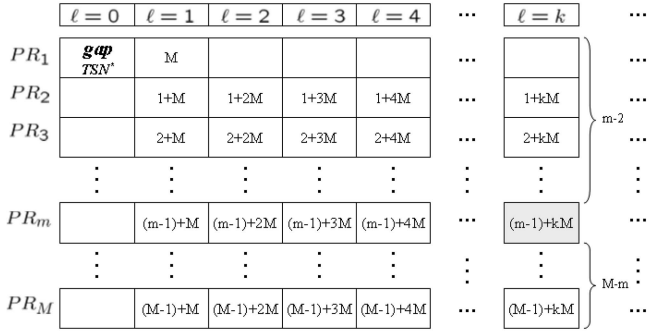 ℓ = 0 ℓ = 1 ℓ = 2 ℓ = 3 ℓ = 4 ... ℓ = k ...
PR₁ gap M
TSN*
PR₂ 1+M 1+2M 1+3M 1+4M ... 1+kM ...
PR₃ 2+M 2+2M 2+3M 2+4M ... 2+kM ...
m-2
PRₘ (m-1)+M (m-1)+2M (m-1)+3M (m-1)+4M ... (m-1)+kM ...
M-m
PR_M (M-1)+M (M-1)+2M (M-1)+3M (M-1)+4M ... (M-1)+kM ...